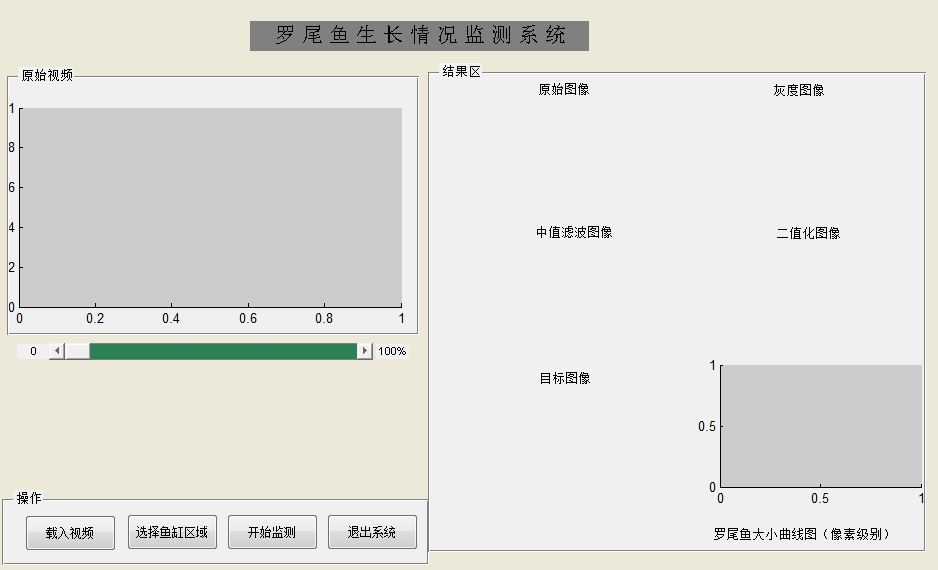 罗尾鱼生长情况监测系统
原始视频
1
8
6
4
2
0
0 0.2 0.4 0.6 0.8 1
0 100%
操作
载入视频 选择鱼缸区域 开始监测 退出系统
结果区
原始图像 灰度图像
中值滤波图像 二值化图像
目标图像
1
0.5
0
0 0.5 1
罗尾鱼大小曲线图（像素级别）